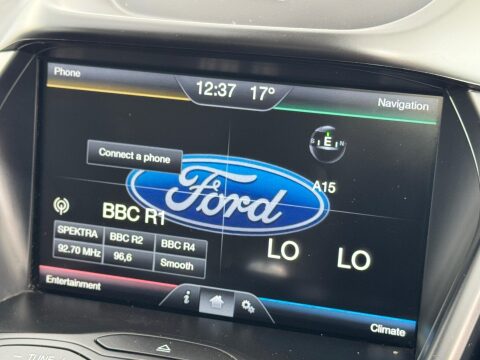 Phone
12:37 17°
Navigation
S E N
Connect a phone
Ford
A15
BBC R1
SPEKTRA BBC R2 BBC R4
92.70 MHz 96,6 Smooth
LO LO
Entertainment
i
Climate
TUNE